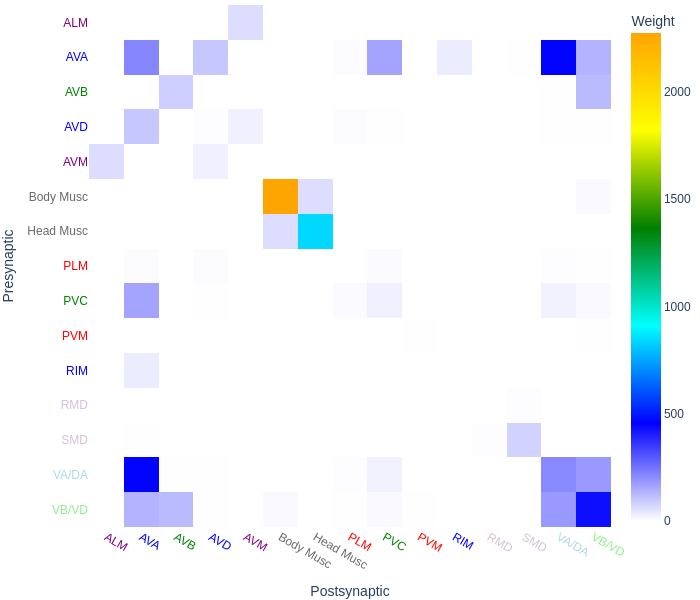 Weight
ALM
AVA
AVB
AVD
AVM
Body Musc
Head Musc
PLM
PVC
PVM
RIM
RMD
SMD
VA/DA
VB/VD
Presynaptic
2000
1500
1000
500
0
ALM
AVA
AVB
AVD
AVM
Body Musc
Head Musc
PLM
PVC
PVM
RIM
RMD
SMD
VA/DA
VB/VD
Postsynaptic